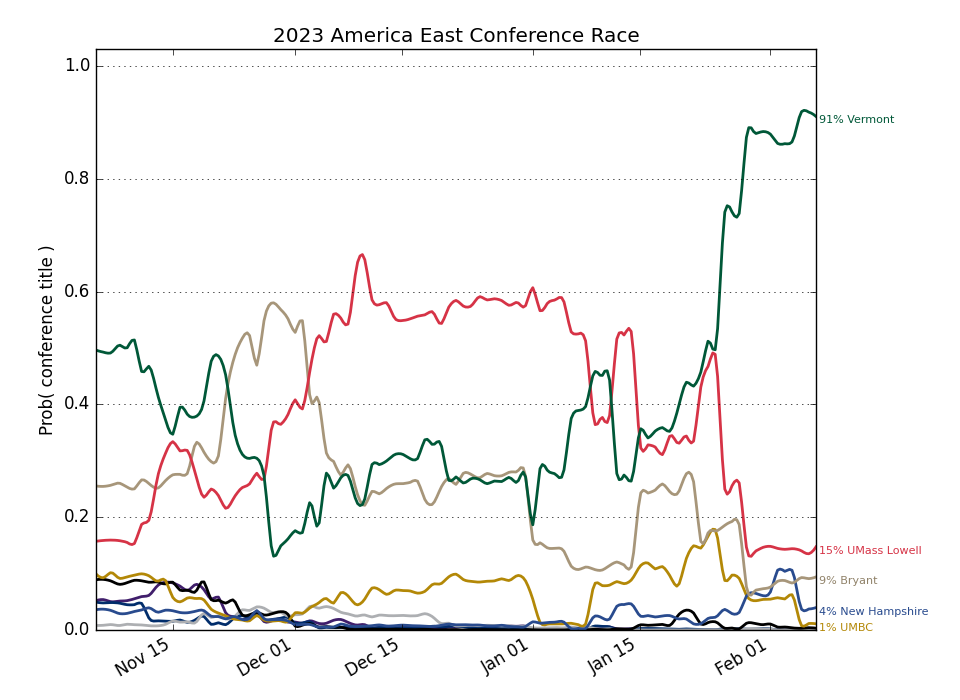 2023 America East Conference Race
Prob( conference title )
1.0
0.8
0.6
0.4
0.2
0.0
91% Vermont
15% UMass Lowell
9% Bryant
4% New Hampshire
1% UMBC
Nov 15
Dec 01
Dec 15
Jan 01
Jan 15
Feb 01